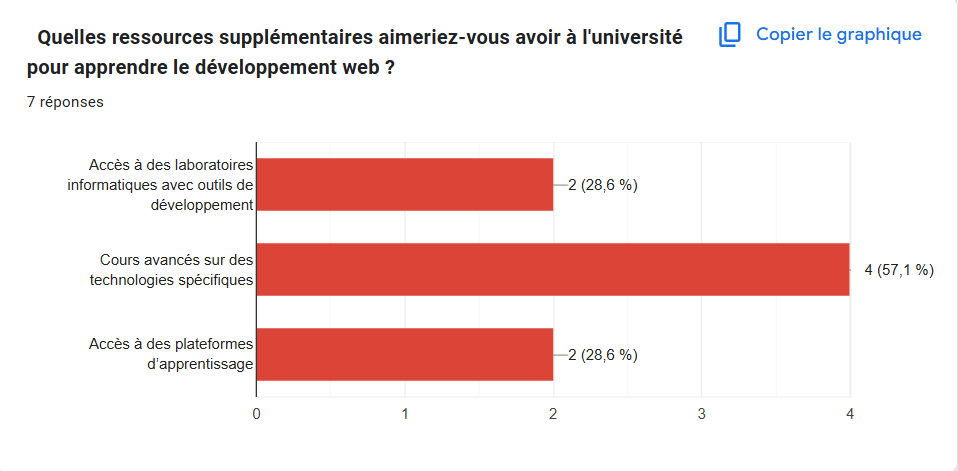 Quelles ressources supplémentaires aimeriez-vous avoir à l'université
pour apprendre le développement web ?
Copier le graphique
7 réponses
Accès à des laboratoires
informatiques avec outils de
développement
2 (28,6 %)
Cours avancés sur des
technologies spécifiques
4 (57,1 %)
Accès à des plateformes
d’apprentissage
2 (28,6 %)
0 1 2 3 4